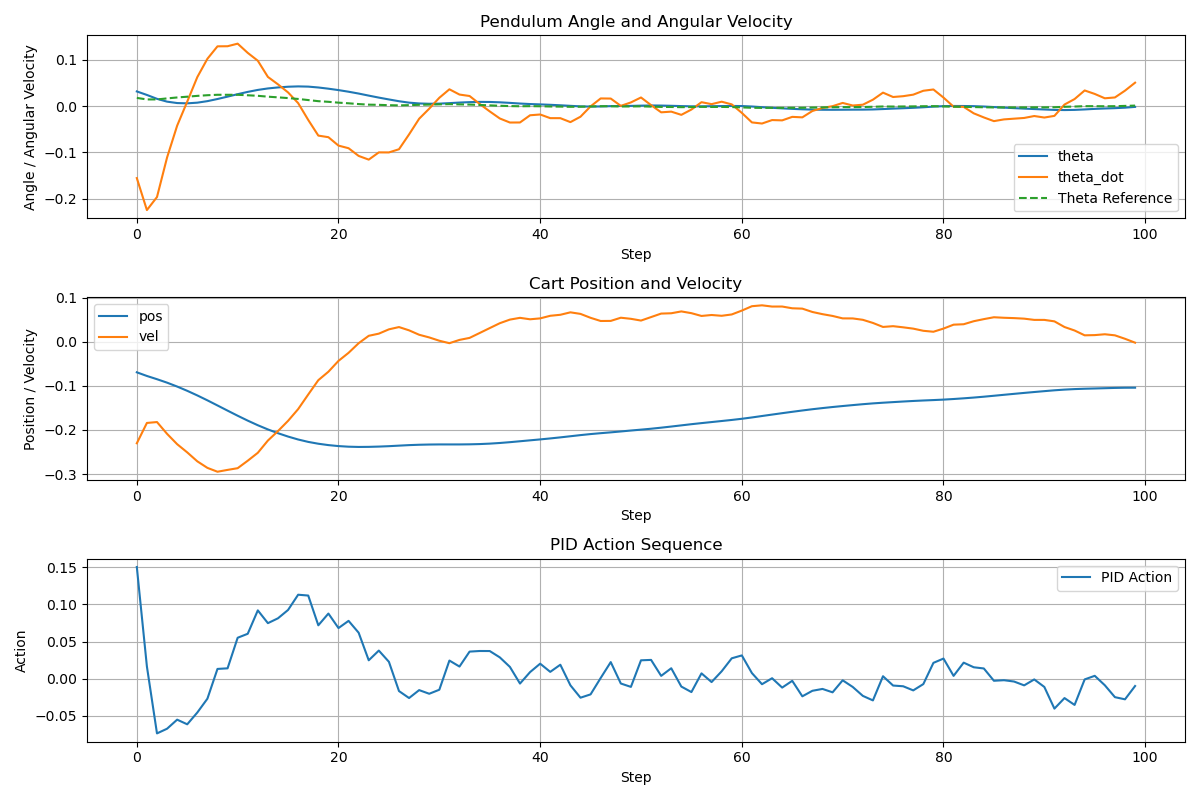 Pendulum Angle and Angular Velocity
Angle / Angular Velocity
0.1
0.0
−0.1
−0.2
theta
theta_dot
Theta Reference
0 20 40 60 80 100
Step
Cart Position and Velocity
Position / Velocity
0.1
0.0
−0.1
−0.2
−0.3
pos
vel
0 20 40 60 80 100
Step
PID Action Sequence
Action
0.15
0.10
0.05
0.00
−0.05
PID Action
0 20 40 60 80 100
Step